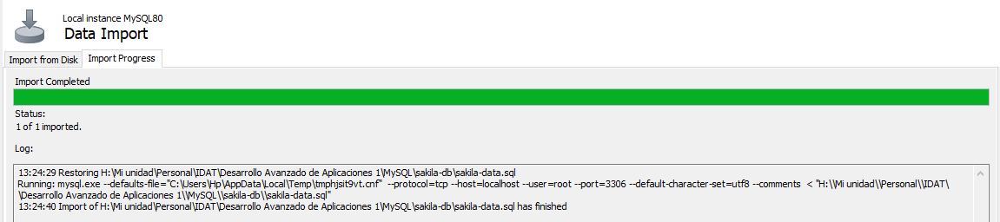 Local instance MySQL80
Data Import
Import from Disk
Import Progress
Import Completed
Status:
1 of 1 imported.
Log:
13:24:29 Restoring H:\Mi unidad\Personal\IDAT\Desarrollo Avanzado de Aplicaciones 1\MySQL\sakila-db\sakila-data.sql
Running: mysql.exe --defaults-file="C:\Users\Hp\AppData\Local\Temp\tmphjsit9vt.cnf"  --protocol=tcp --host=localhost --user=root --port=3306 --default-character-set=utf8 --comments  < "H:\\Mi unidad\\Personal\\IDAT\
\Desarrollo Avanzado de Aplicaciones 1\\MySQL\\sakila-db\\sakila-data.sql"
13:24:40 Import of H:\Mi unidad\Personal\IDAT\Desarrollo Avanzado de Aplicaciones 1\MySQL\sakila-db\sakila-data.sql has finished